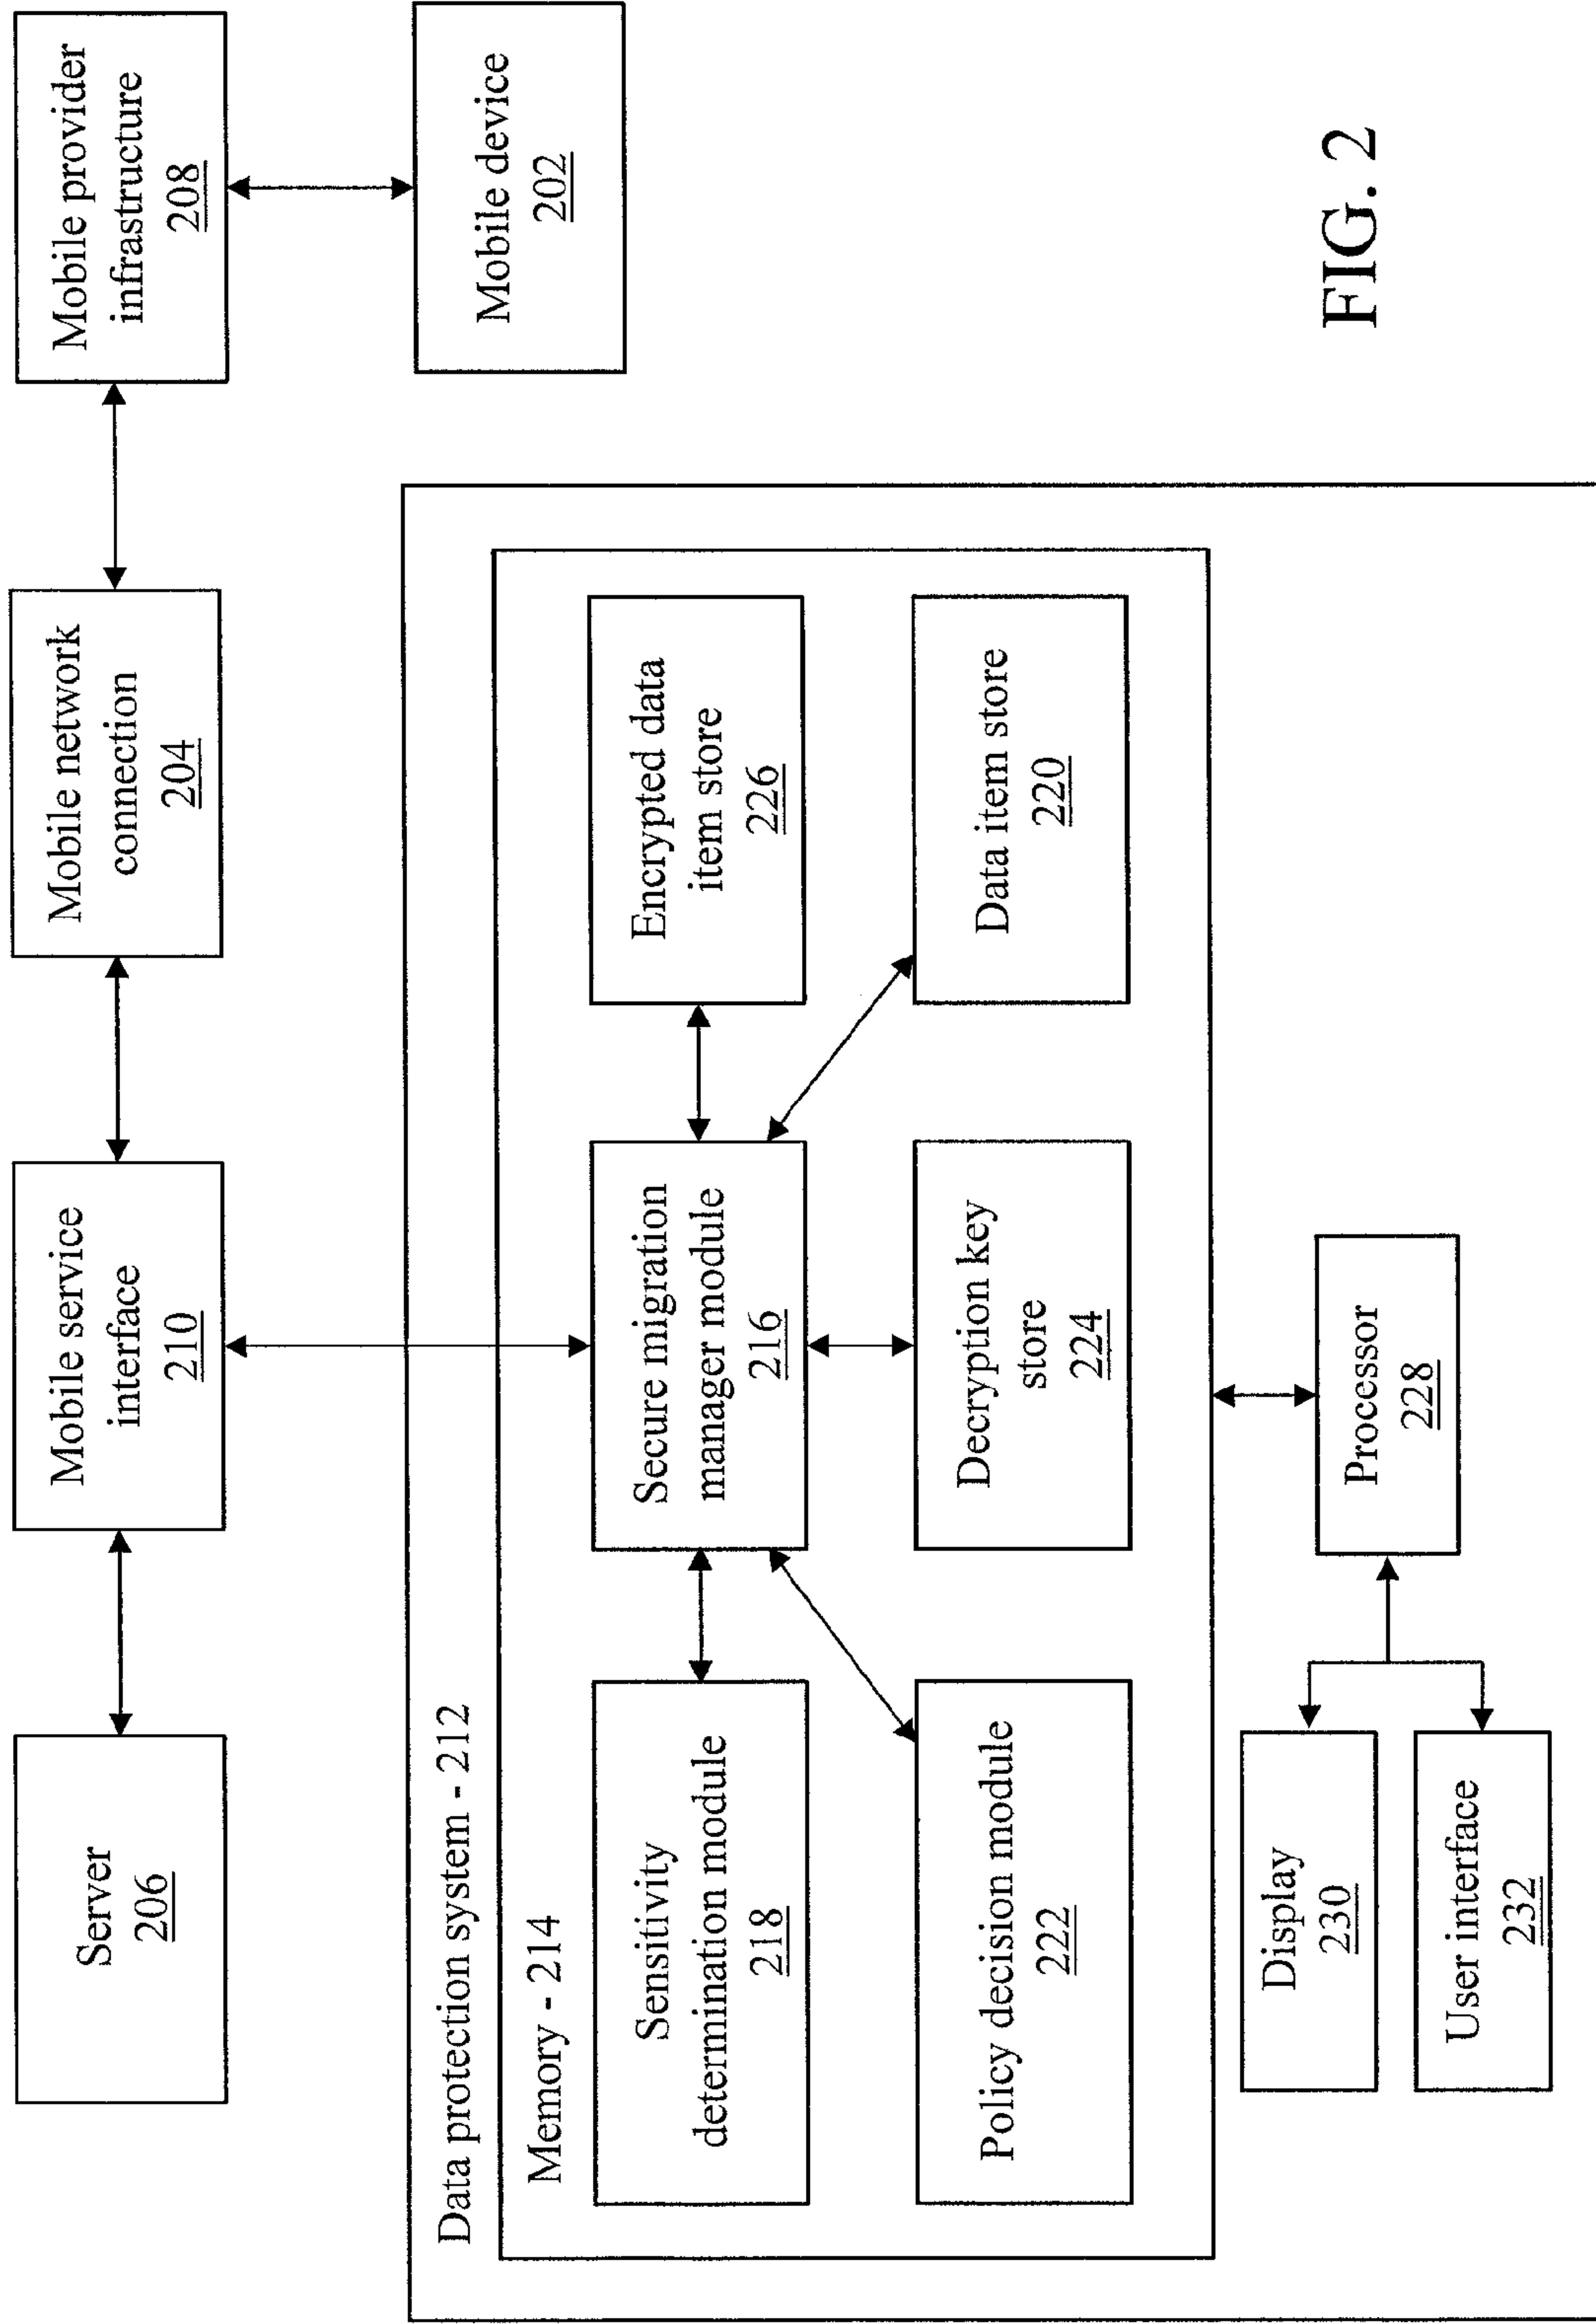 Server
206
Mobile service
interface
210
Mobile network
connection
204
Mobile provider
infrastructure
208
Mobile device
202
Data protection system - 212
Memory - 214
Sensitivity
determination module
218
Secure migration
manager module
216
Encrypted data
item store
226
Policy decision module
222
Decryption key
store
224
Data item store
220
Display
230
User interface
232
Processor
228
FIG. 2